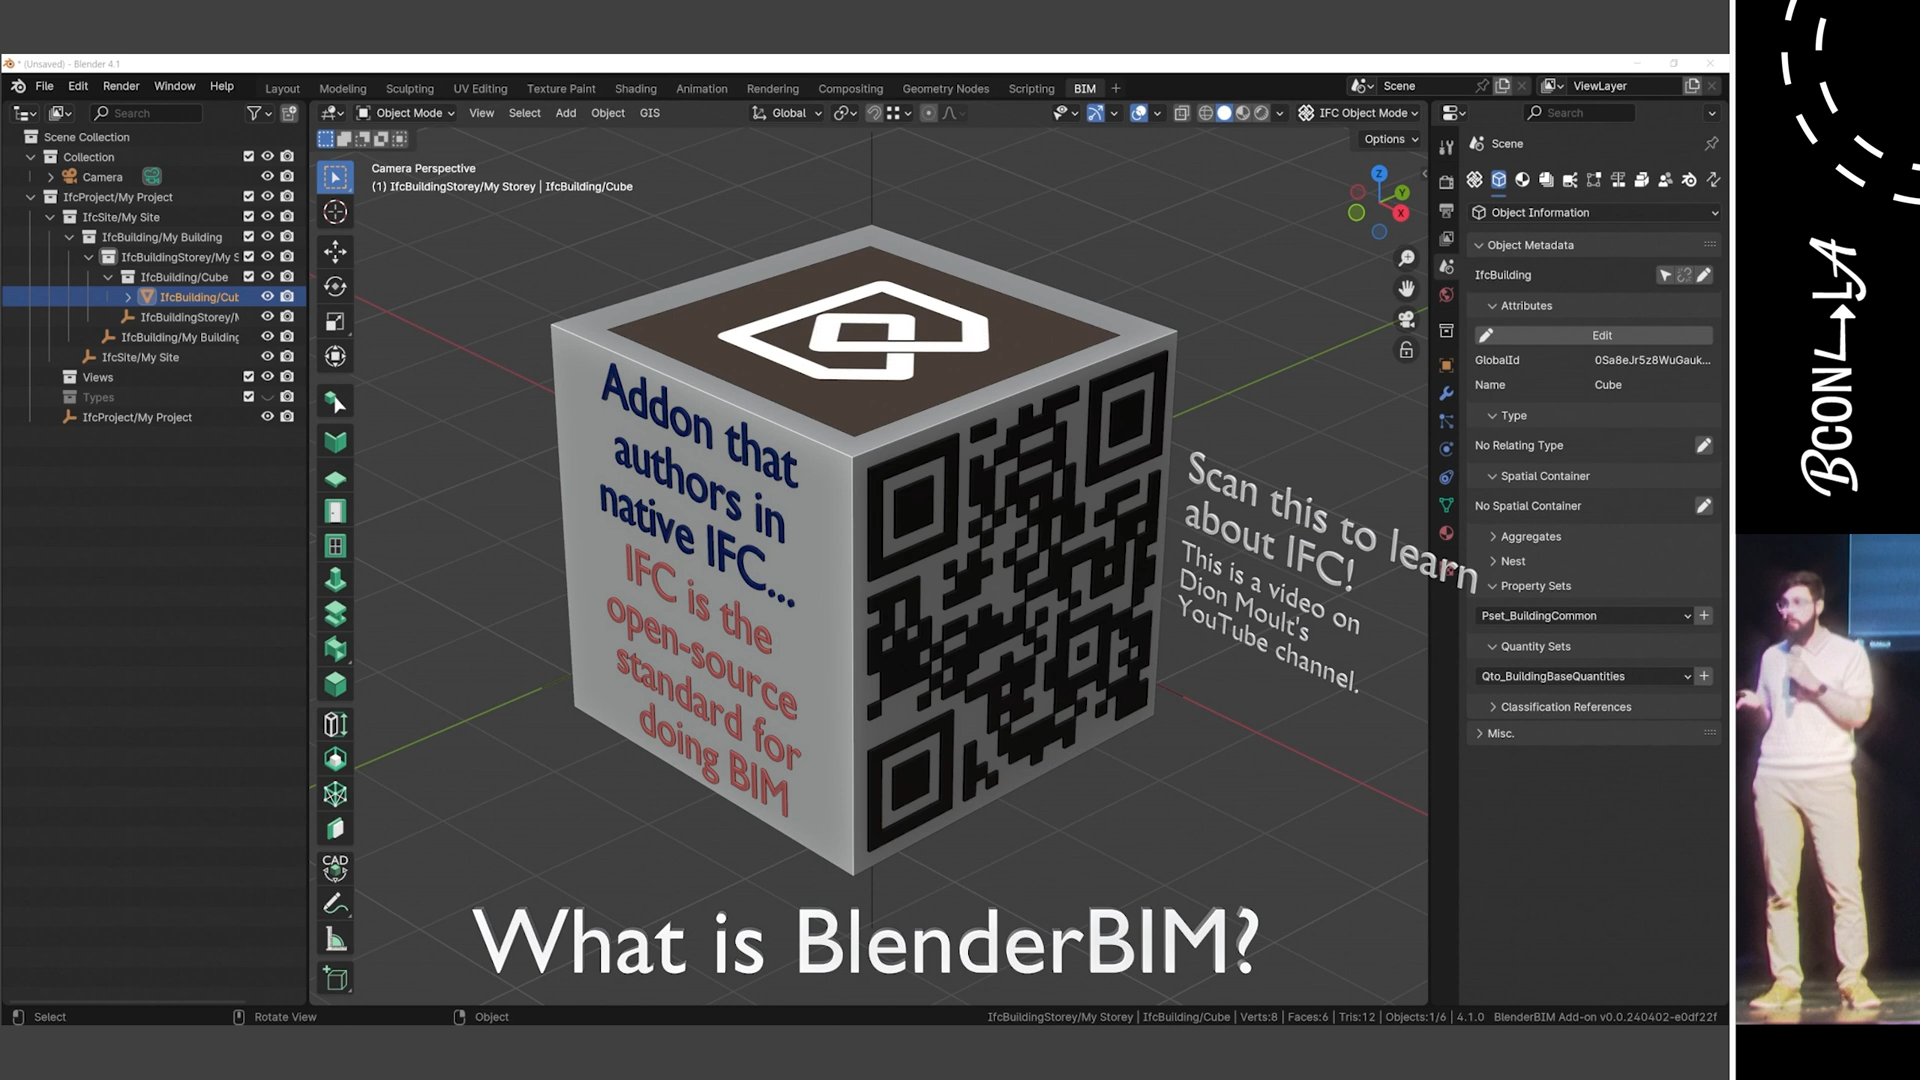 * (Unsaved) - Blender 4.1
File Edit Render Window Help Layout Modeling Sculpting UV Editing Texture Paint Shading Animation Rendering Compositing Geometry Nodes Scripting BIM + Scene ViewLayer
Search Object Mode View Select Add Object GIS Global IFC Object Mode Search
Options
Scene Collection
Collection
Camera
IfcProject/My Project
IfcSite/My Site
IfcBuilding/My Building
IfcBuildingStorey/My S
IfcBuilding/Cube
IfcBuilding/Cut
IfcBuildingStorey/M
IfcBuilding/My Building
IfcSite/My Site
Views
Types
IfcProject/My Project
Camera Perspective
(1) IfcBuildingStorey/My Storey | IfcBuilding/Cube
Z
Y
X
CAD
Addon that
authors in
native IFC...
IFC is the
open-source
standard for
doing BIM
Scan this to learn
about IFC!
This is a video on
Dion Moult's
YouTube channel.
What is BlenderBIM?
Scene
Object Information
Object Metadata
IfcBuilding
Attributes
Edit
GlobalId 0Sa8eJr5z8WuGauk...
Name Cube
Type
No Relating Type
Spatial Container
No Spatial Container
Aggregates
Nest
Property Sets
Pset_BuildingCommon
Quantity Sets
Qto_BuildingBaseQuantities
Classification References
Misc.
Select Rotate View Object IfcBuildingStorey/My Storey | IfcBuilding/Cube | Verts:8 | Faces:6 | Tris:12 | Objects:1/6 | 4.1.0 BlenderBIM Add-on v0.0.240402-e0df22f
BCON LA